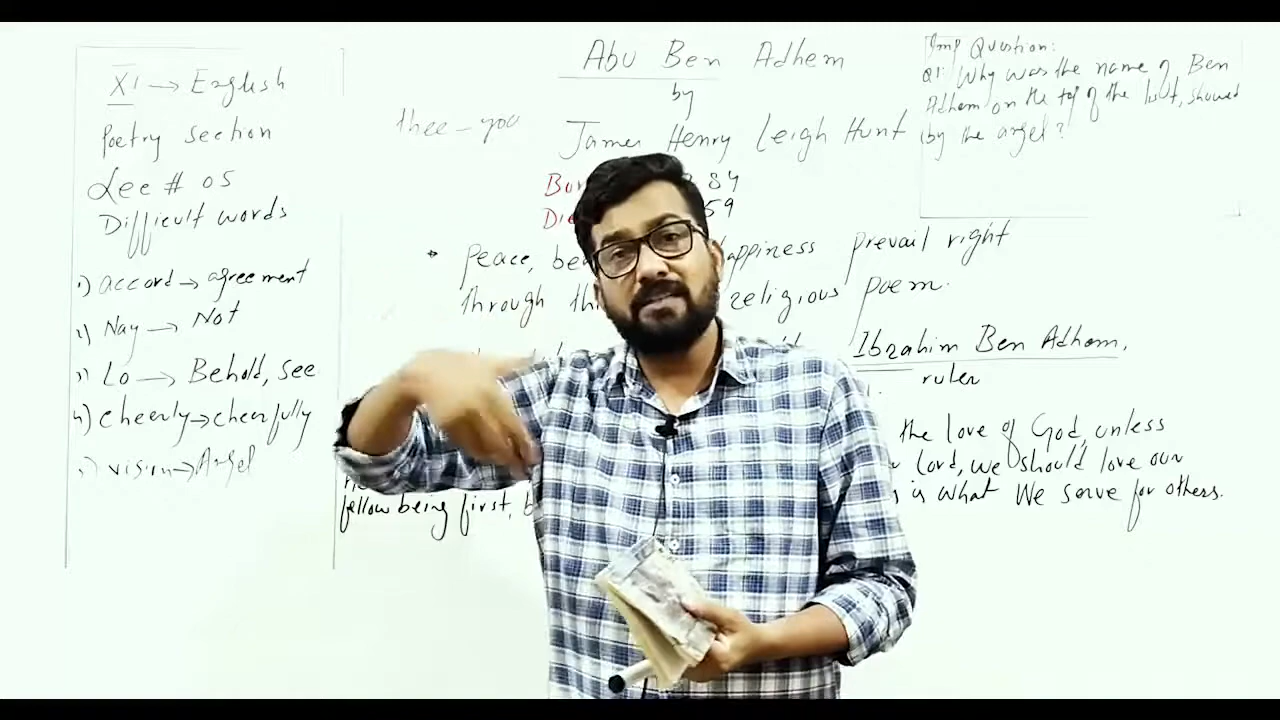 XI → English
Poetry section
Lec # 05
Difficult words
1) accord → agreement
2) Nay → Not
3) Lo → Behold, see
4) cheerly → cheerfully
5) vision → Angel
Abu Ben Adhem
by
thee - you
James Henry Leigh Hunt
84
59
• Peace, happiness prevail right
through religious poem.
Ibrahim Ben Adhem,
ruler
the love of God, unless
Lord, we should love our
fellow being first, is what We serve for others.
Imp Question:
Q1: Why was the name of Ben
Adhem on the top of the list, showed
by the angel?